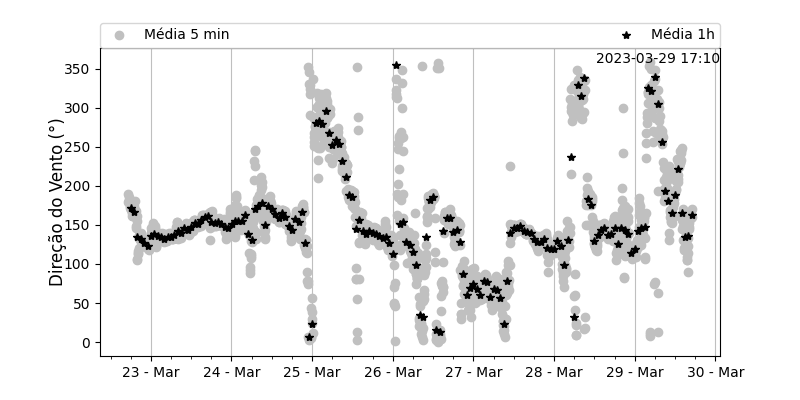 Média 5 min
Média 1h
2023-03-29 17:10
Direção do Vento (°)
350
300
250
200
150
100
50
0
23 - Mar
24 - Mar
25 - Mar
26 - Mar
27 - Mar
28 - Mar
29 - Mar
30 - Mar